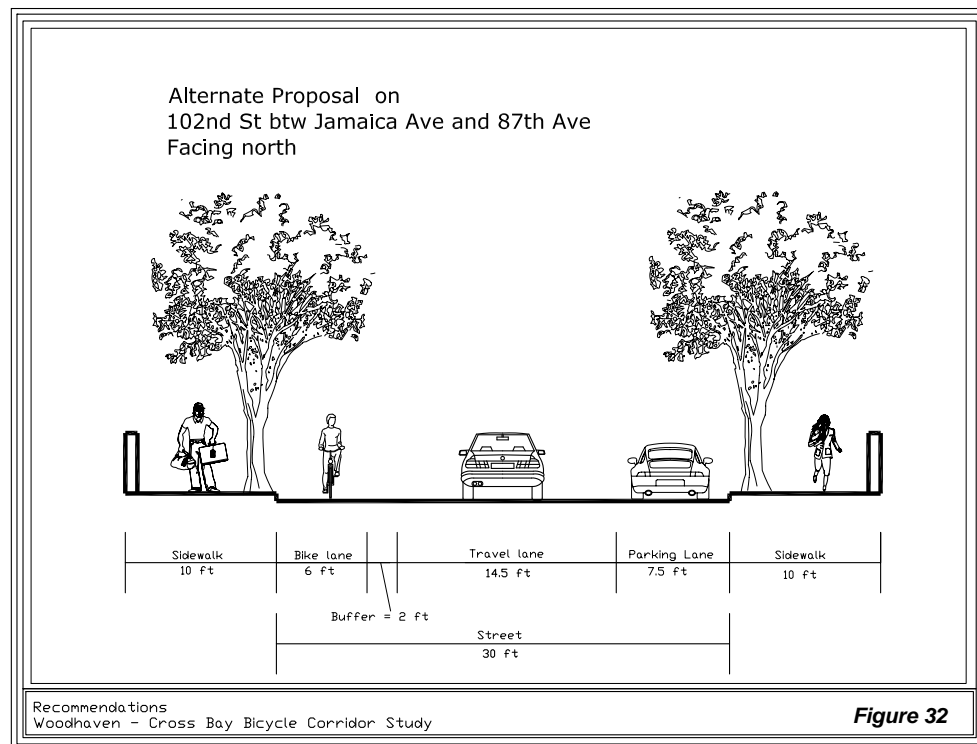 Alternate Proposal on
102nd St btw Jamaica Ave and 87th Ave
Facing north
Sidewalk
10 ft
Bike lane
6 ft
Travel lane
14.5 ft
Parking Lane
7.5 ft
Sidewalk
10 ft
Buffer = 2 ft
Street
30 ft
Recommendations
Woodhaven - Cross Bay Bicycle Corridor Study
Figure 32